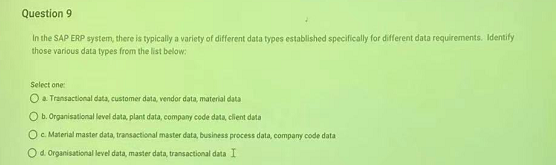 Question 9
In the SAP ERP system, there is typically a variety of different data types established specifically for different data requirements. Identify
those various data types from the list below:
Select one:
a. Transactional data, customer data, vendor data, material data
b. Organisational level data, plant data, company code data, client data
c. Material master data, transactional master data, business process data, company code data
d. Organisational level data, master data, transactional data